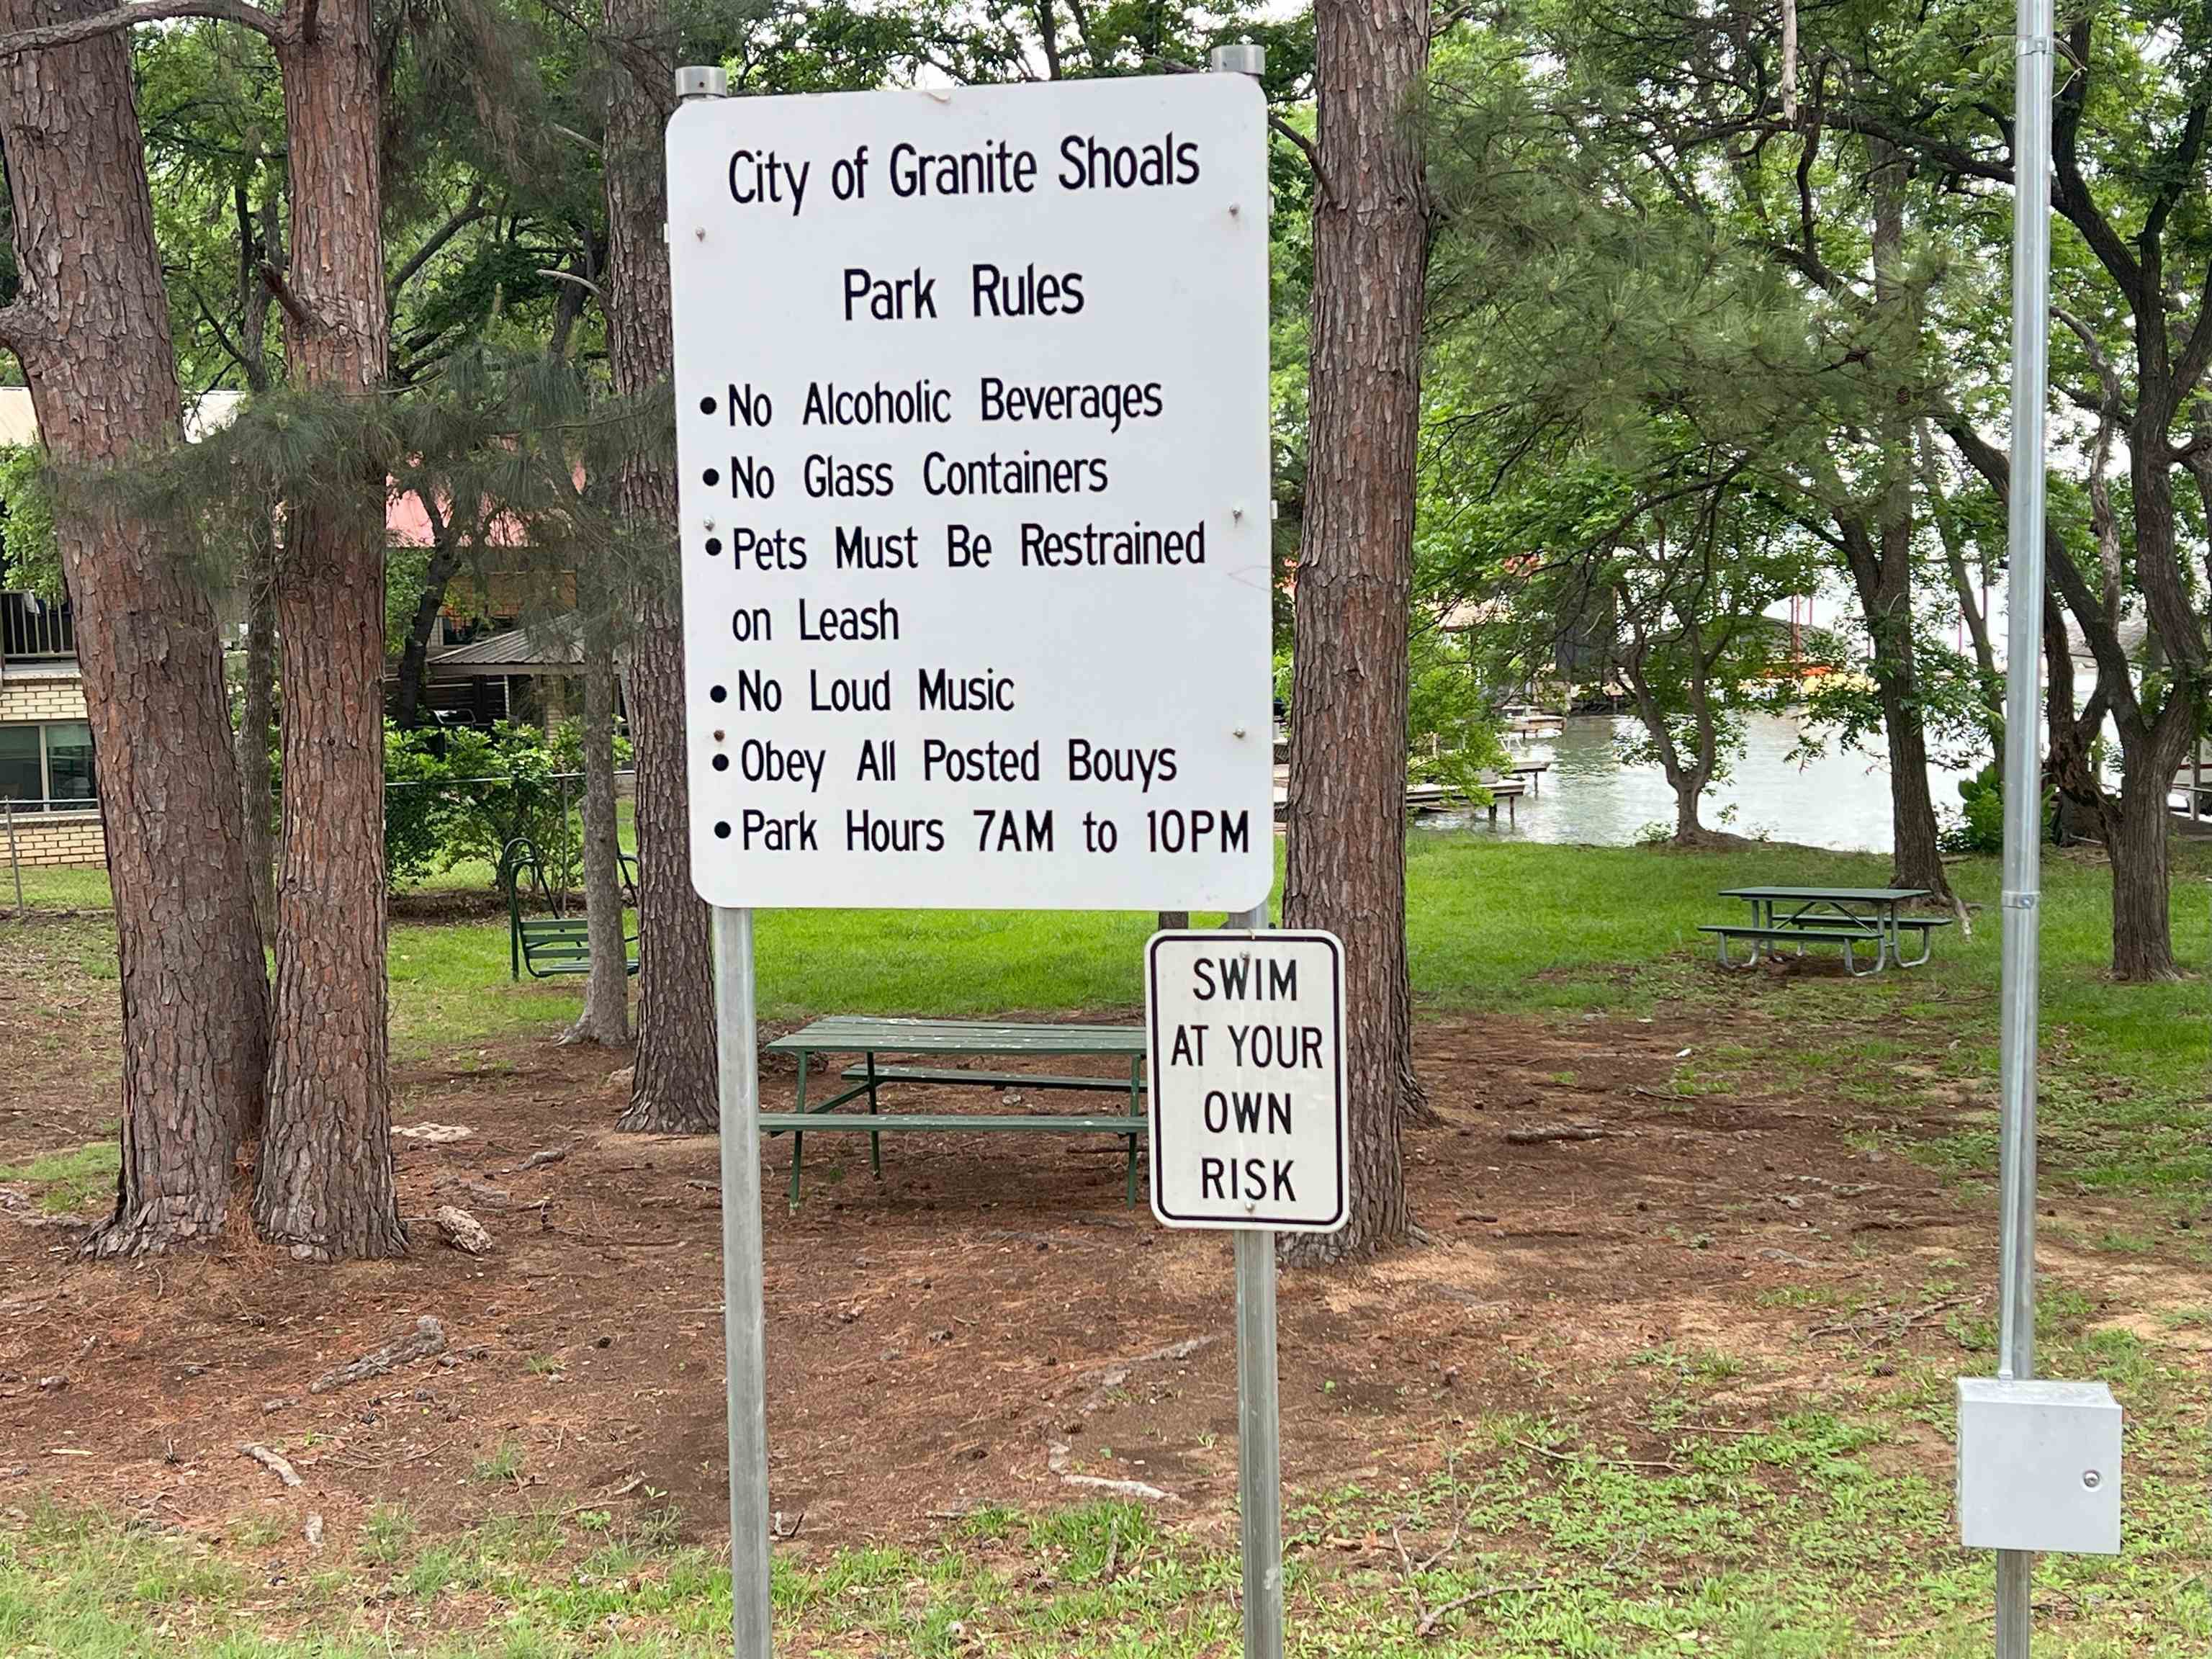 City of Granite Shoals
Park Rules
• No Alcoholic Beverages
• No Glass Containers
• Pets Must Be Restrained
on Leash
• No Loud Music
• Obey All Posted Bouys
• Park Hours 7AM to 10PM
SWIM
AT YOUR
OWN
RISK